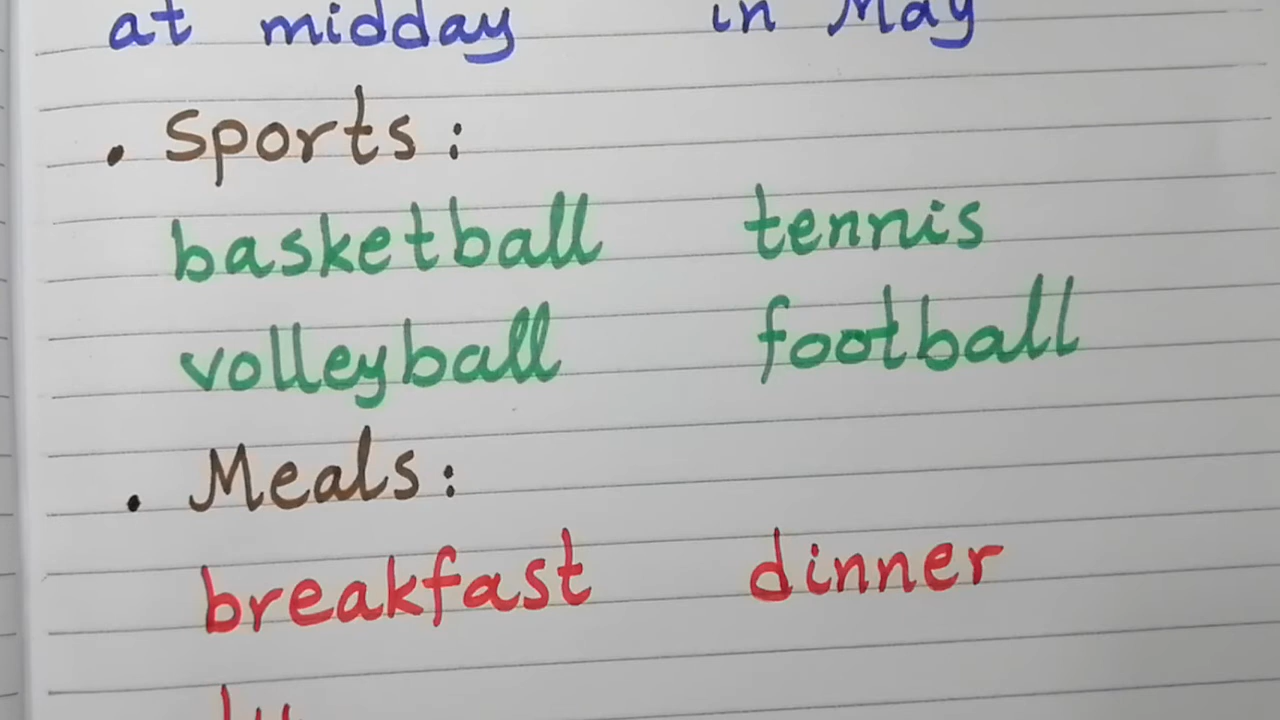 at midday in May
• Sports:
basketball tennis
volleyball football
• Meals:
breakfast dinner